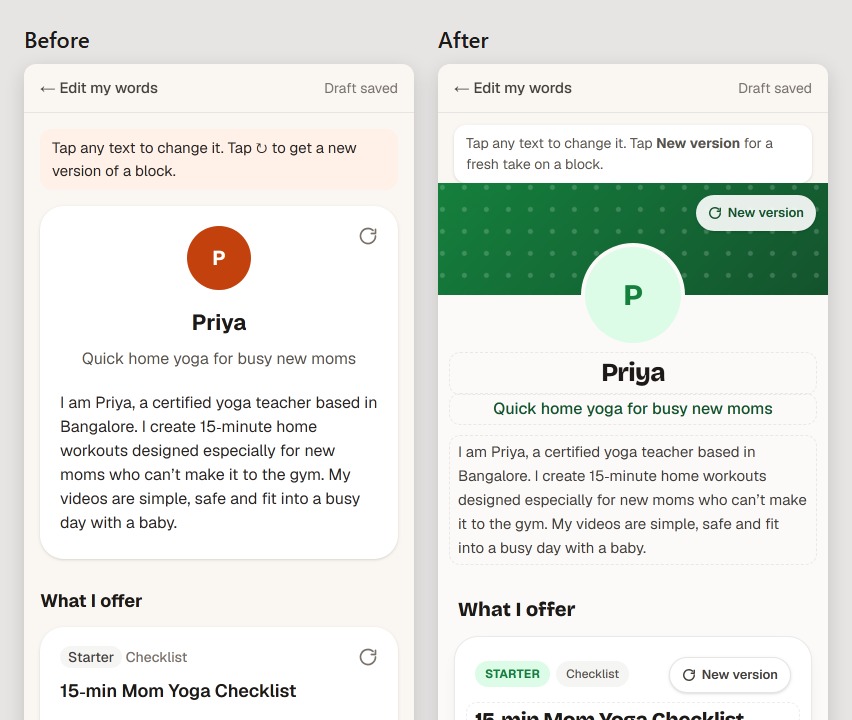 Before
← Edit my words
Draft saved
Tap any text to change it. Tap ↻ to get a new
version of a block.
P
Priya
Quick home yoga for busy new moms
I am Priya, a certified yoga teacher based in
Bangalore. I create 15-minute home
workouts designed especially for new
moms who can’t make it to the gym. My
videos are simple, safe and fit into a busy
day with a baby.
What I offer
Starter
Checklist
15-min Mom Yoga Checklist
After
← Edit my words
Draft saved
Tap any text to change it. Tap New version for a
fresh take on a block.
New version
P
Priya
Quick home yoga for busy new moms
I am Priya, a certified yoga teacher based in
Bangalore. I create 15-minute home workouts
designed especially for new moms who can’t make
it to the gym. My videos are simple, safe and fit
into a busy day with a baby.
What I offer
STARTER
Checklist
New version
15-min Mom Yoga Checklist